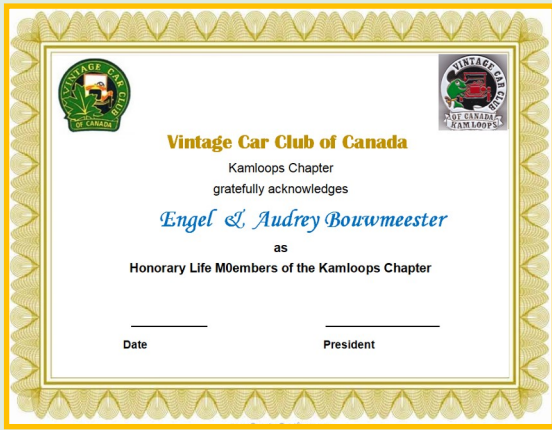 VINTAGE CAR CLUB
OF CANADA
VINTAGE CAR CLUB
OF CANADA
KAMLOOPS
Vintage Car Club of Canada
Kamloops Chapter
gratefully acknowledges
Engel & Audrey Bouwmeester
as
Honorary Life M0embers of the Kamloops Chapter
Date
President